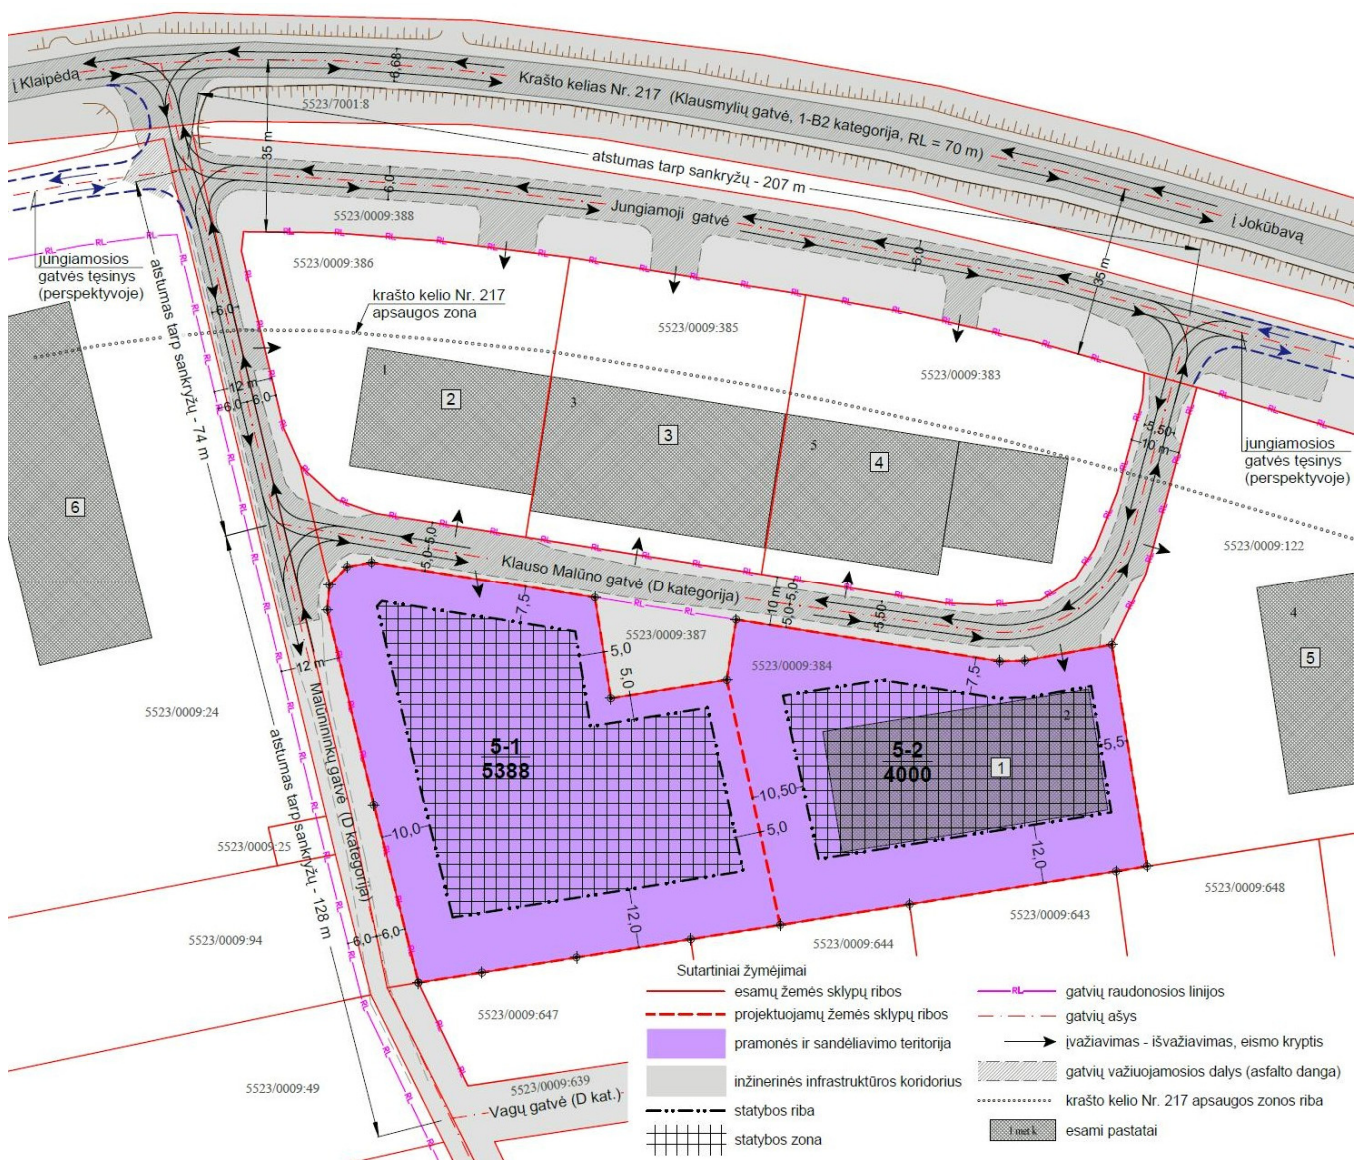 į Klaipėdą
6,68
Krašto kelias Nr. 217 (Klausmylių gatvė, 1-B2 kategorija, RL = 70 m)
5523/7001:8
35 m
atstumas tarp sankryžų - 207 m
6,0
5523/0009:388
Jungiamoji gatvė
į Jokūbavą
6,0
35 m
jungiamosios
gatvės tęsinys
(perspektyvoje)
5523/0009:386
krašto kelio Nr. 217
apsaugos zona
5523/0009:385
5523/0009:383
atstumas tarp sankryžų - 74 m
6,0
12 m
6,0 6,0
1
2
3
3
5
4
5,50
10 m
jungiamosios
gatvės tęsinys
(perspektyvoje)
6
5,0 5,0
Klauso Malūno gatvė (D kategorija)
5523/0009:122
10 m
5,0 5,0
5,50
7,5
5523/0009:387
5,0
5,0
5523/0009:384
7,5
4
5
12 m
Malūnininkų gatvė (D kategorija)
5523/0009:24
atstumas tarp sankryžų - 128 m
5-1
5388
2
5-2
4000
1
5,5
10,50
5,0
10,0
12,0
12,0
5523/0009:25
5523/0009:94
6,0 6,0
5523/0009:648
5523/0009:643
5523/0009:644
5523/0009:647
5523/0009:49
5523/0009:639
Vagų gatvė (D kat.)
Sutartiniai žymėjimai
esamų žemės sklypų ribos
projektuojamų žemės sklypų ribos
pramonės ir sandėliavimo teritorija
inžinerinės infrastruktūros koridorius
statybos riba
statybos zona
RL gatvių raudonosios linijos
gatvių ašys
įvažiavimas - išvažiavimas, eismo kryptis
gatvių važiuojamosios dalys (asfalto danga)
krašto kelio Nr. 217 apsaugos zonos riba
esami pastatai